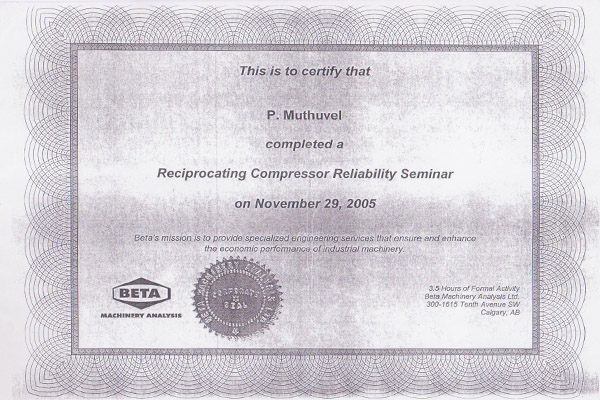 This is to certify that
P. Muthuvel
completed a
Reciprocating Compressor Reliability Seminar
on November 29, 2005
Beta's mission is to provide specialized engineering services that ensure and enhance
the economic performance of industrial machinery.
BETA
MACHINERY ANALYSIS
CORPORATE
SEAL
3.5 Hours of Formal Activity
Beta Machinery Analysis Ltd.
300-1615 Tenth Avenue SW
Calgary, AB